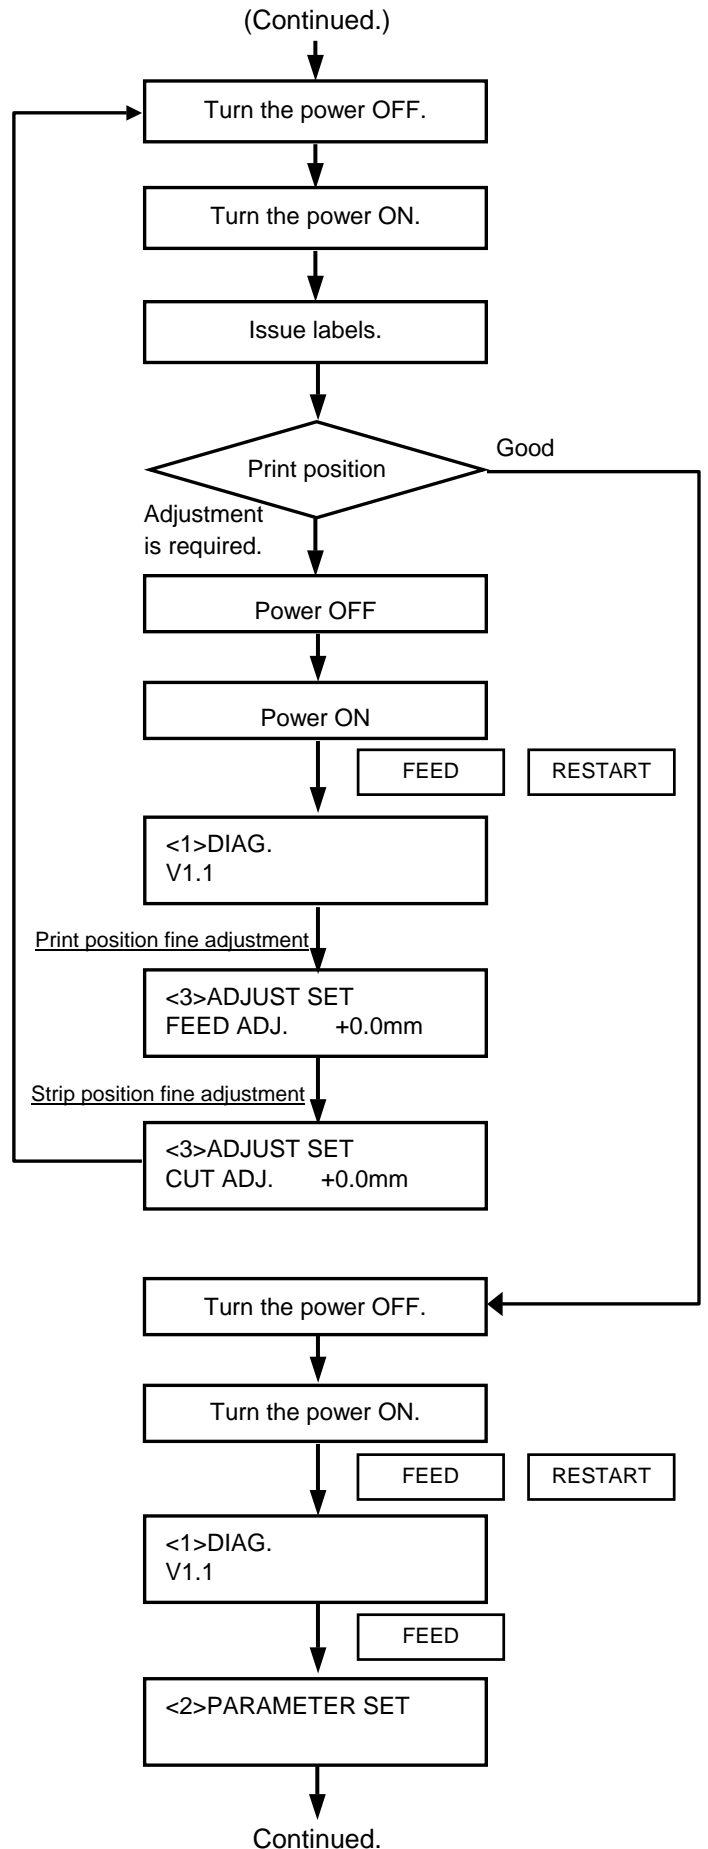 (Continued.)
Turn the power OFF.
Turn the power ON.
Issue labels.
Print position
Good
Adjustment
is required.
Power OFF
Power ON
FEED
RESTART
<1>DIAG.
V1.1
Print position fine adjustment
<3>ADJUST SET
FEED ADJ. +0.0mm
Strip position fine adjustment
<3>ADJUST SET
CUT ADJ. +0.0mm
Turn the power OFF.
Turn the power ON.
FEED
RESTART
<1>DIAG.
V1.1
FEED
<2>PARAMETER SET
Continued.